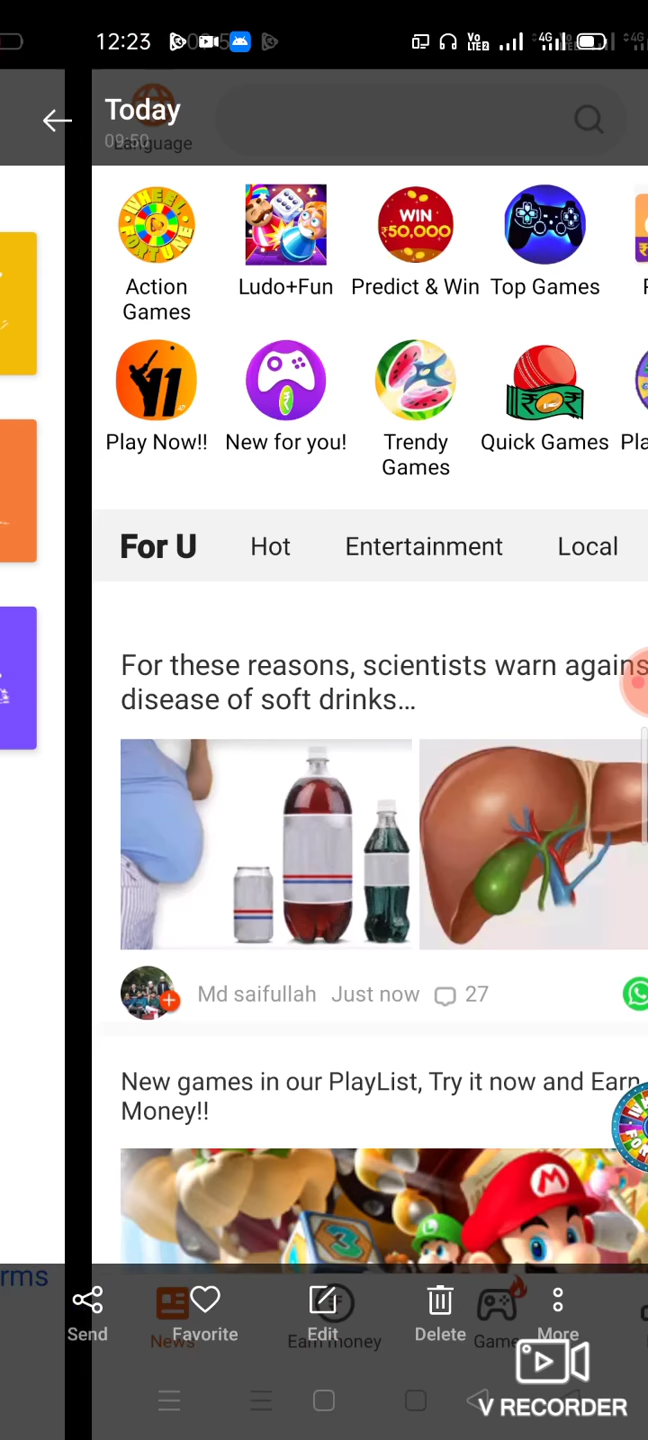 12:23
Today
09:50
Language
WHEEL
FORTUNE
WIN
₹50,000
Action
Games
Ludo+Fun
Predict & Win
Top Games
11
Play Now!!
New for you!
Trendy
Games
Quick Games
Pla
For U
Hot
Entertainment
Local
For these reasons, scientists warn agains
disease of soft drinks...
Md saifullah
Just now
27
New games in our PlayList, Try it now and Earn
Money!!
M
3
rms
Send
Favorite
Edit
Delete
More
News
Earn money
Game
V RECORDER